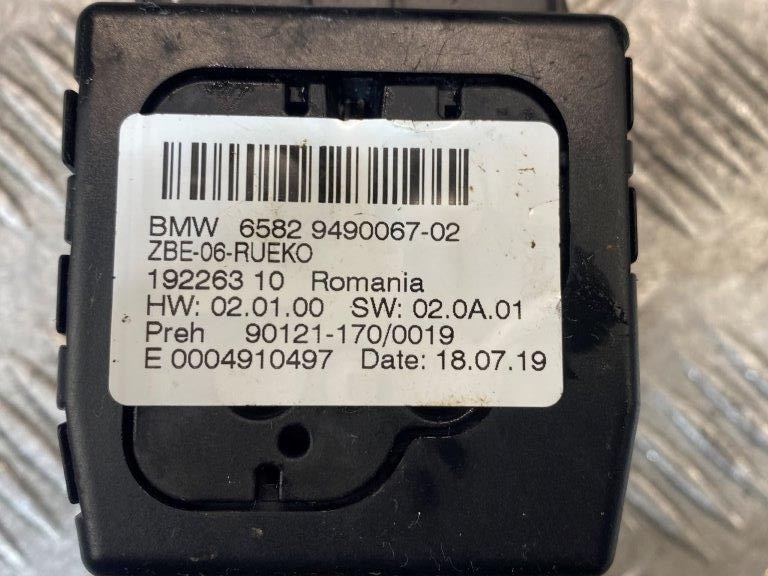 BMW 6582 9490067-02
ZBE-06-RUEKO
192263 10 Romania
HW: 02.01.00 SW: 02.0A.01
Preh 90121-170/0019
E 0004910497 Date: 18.07.19